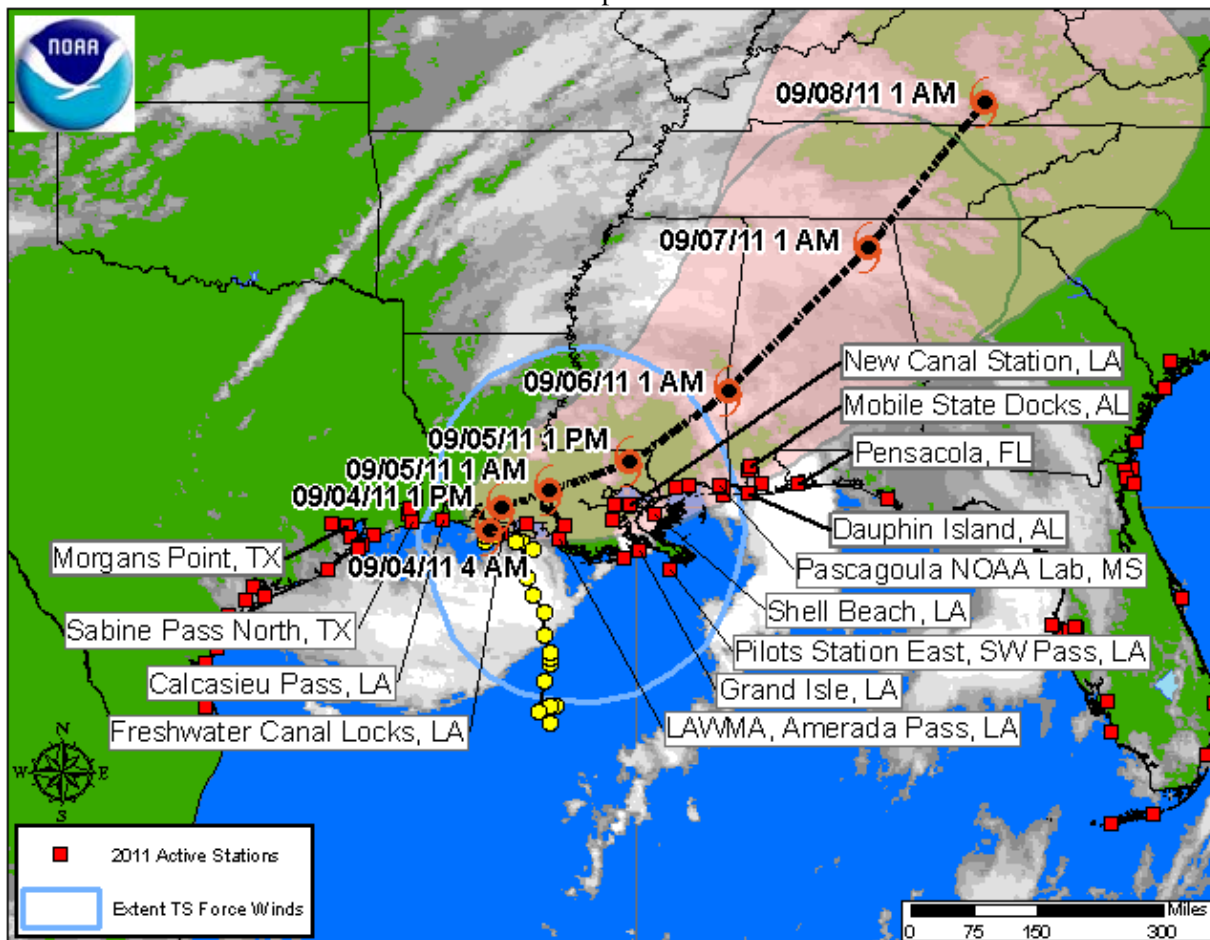 NOAA
09/08/11 1 AM
09/07/11 1 AM
09/06/11 1 AM
09/05/11 1 PM
09/05/11 1 AM
09/04/11 1 PM
09/04/11 4 AM
New Canal Station, LA
Mobile State Docks, AL
Pensacola, FL
Dauphin Island, AL
Pascagoula NOAA Lab, MS
Shell Beach, LA
Pilots Station East, SW Pass, LA
Grand Isle, LA
LAWMA, Amerada Pass, LA
Morgans Point, TX
Sabine Pass North, TX
Calcasieu Pass, LA
Freshwater Canal Locks, LA
N
W E
S
2011 Active Stations
Extent TS Force Winds
Miles
0 75 150 300